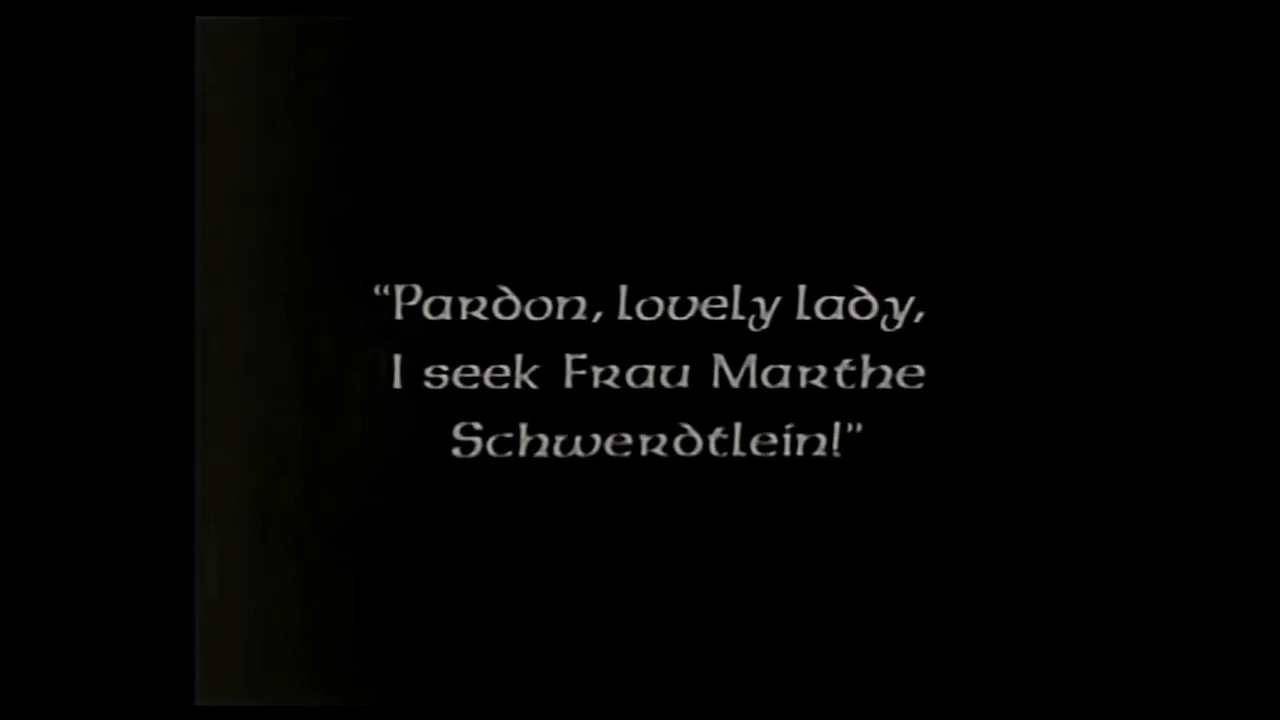 “Pardon, lovely lady,
I seek Frau Marthe
Schwerdtlein!”